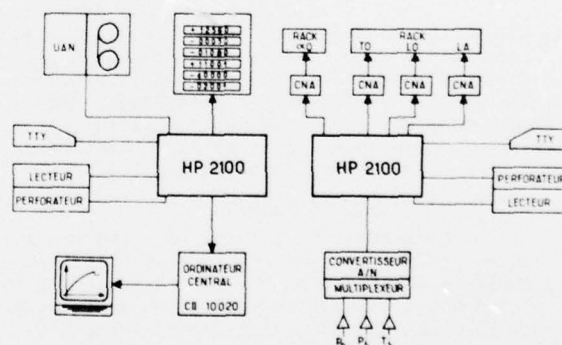 UAN
RACK
RACK
TO
LO
LA
CNA
CNA
CNA
CNA
TTY
HP 2100
HP 2100
TTY
LECTEUR
PERFORATEUR
PERFORATEUR
LECTEUR
ORDINATEUR
CENTRAL
CII 10020
CONVERTISSEUR
A/N
MULTIPLEXEUR